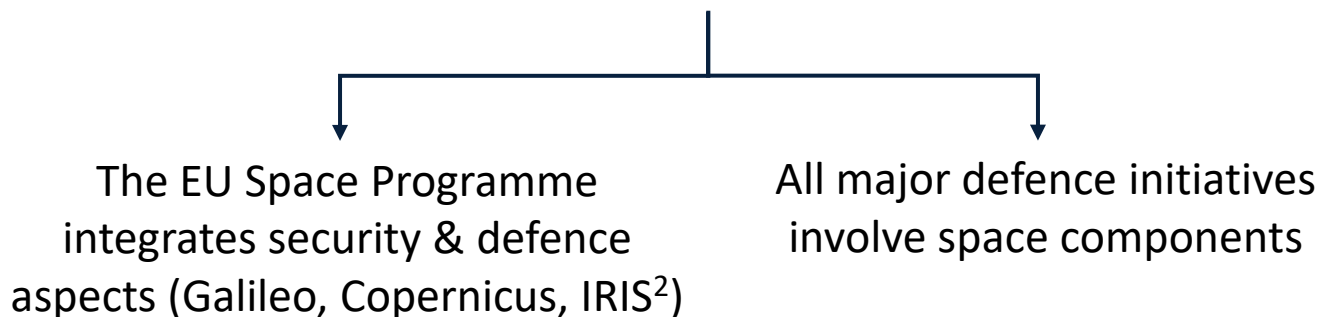 The EU Space Programme
integrates security & defence
aspects (Galileo, Copernicus, IRIS²)
All major defence initiatives
involve space components